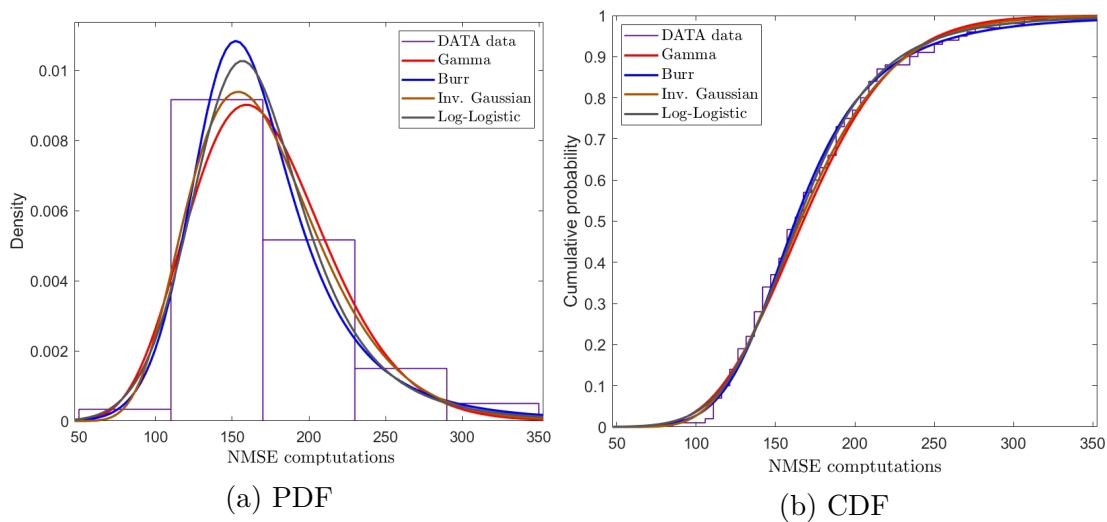 DATA data
Gamma
Burr
Inv. Gaussian
Log-Logistic
0.01
0.008
0.006
0.004
0.002
0
Density
50 100 150 200 250 300 350
NMSE comptutations
(a) PDF
DATA data
Gamma
Burr
Inv. Gaussian
Log-Logistic
1
0.9
0.8
0.7
0.6
0.5
0.4
0.3
0.2
0.1
0
Cumulative probability
50 100 150 200 250 300 350
NMSE comptutations
(b) CDF